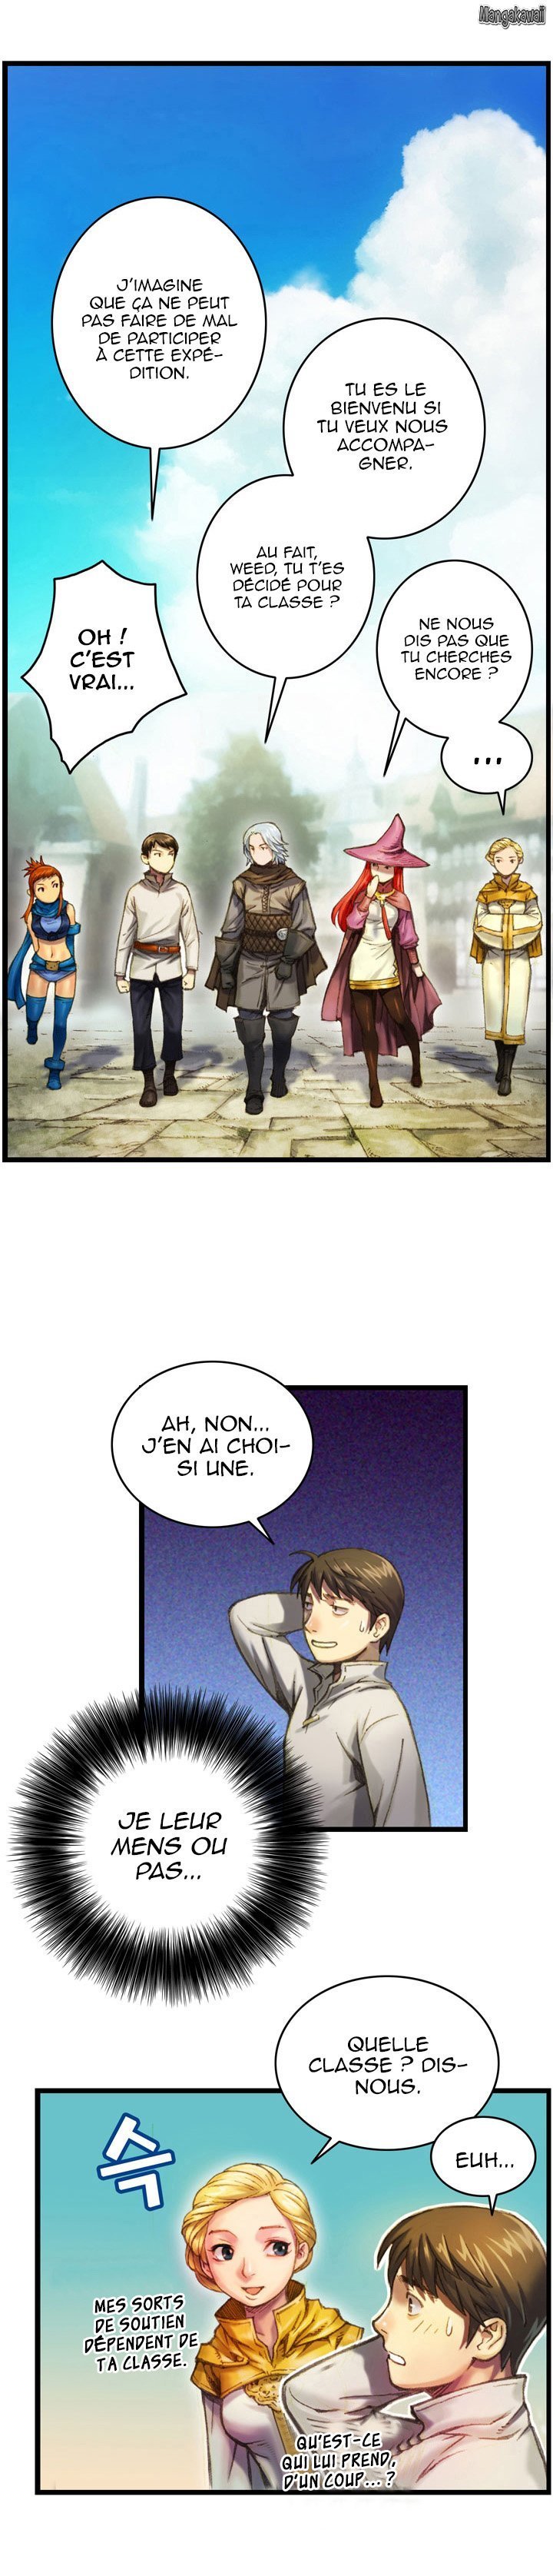 Mangakawaii
J'IMAGINE
QUE ÇA NE PEUT
PAS FAIRE DE MAL
DE PARTICIPER
À CETTE EXPÉ-
DITION.
TU ES LE
BIENVENU SI
TU VEUX NOUS
ACCOMPA-
GNER.
AU FAIT,
WEED, TU T'ES
DÉCIDÉ POUR
TA CLASSE ?
NE NOUS
DIS PAS QUE
TU CHERCHES
ENCORE ?
OH !
C'EST
VRAI...
...
AH, NON...
J'EN AI CHOI-
SI UNE.
JE LEUR
MENS OU
PAS...
QUELLE
CLASSE ? DIS-
NOUS.
EUH...
쓱
MES SORTS
DE SOUTIEN
DÉPENDENT DE
TA CLASSE.
QU'EST-CE
QUI LUI PREND,
D'UN COUP... ?